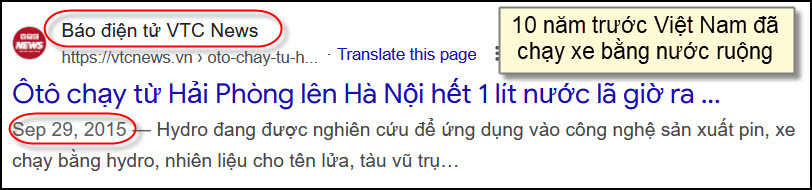 Báo điện tử VTC News
NEWS
https://vtcnews.vn › oto-chay-tu-h... · Translate this page
10 năm trước Việt Nam đã
chạy xe bằng nước ruộng
Ôtô chạy từ Hải Phòng lên Hà Nội hết 1 lít nước lã giờ ra ...
Sep 29, 2015 — Hydro đang được nghiên cứu để ứng dụng vào công nghệ sản xuất pin, xe
chạy bằng hydro, nhiên liệu cho tên lửa, tàu vũ trụ…